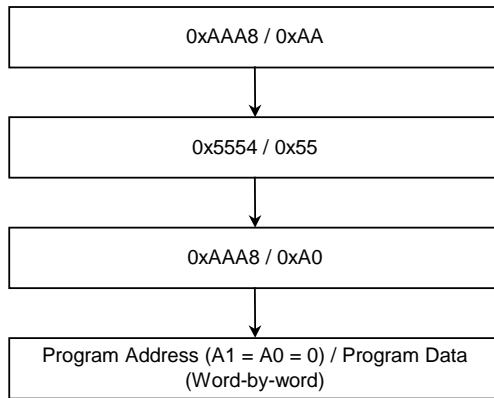 0xAAA8 / 0xAA
0x5554 / 0x55
0xAAA8 / 0xA0
Program Address (A1 = A0 = 0) / Program Data
(Word-by-word)